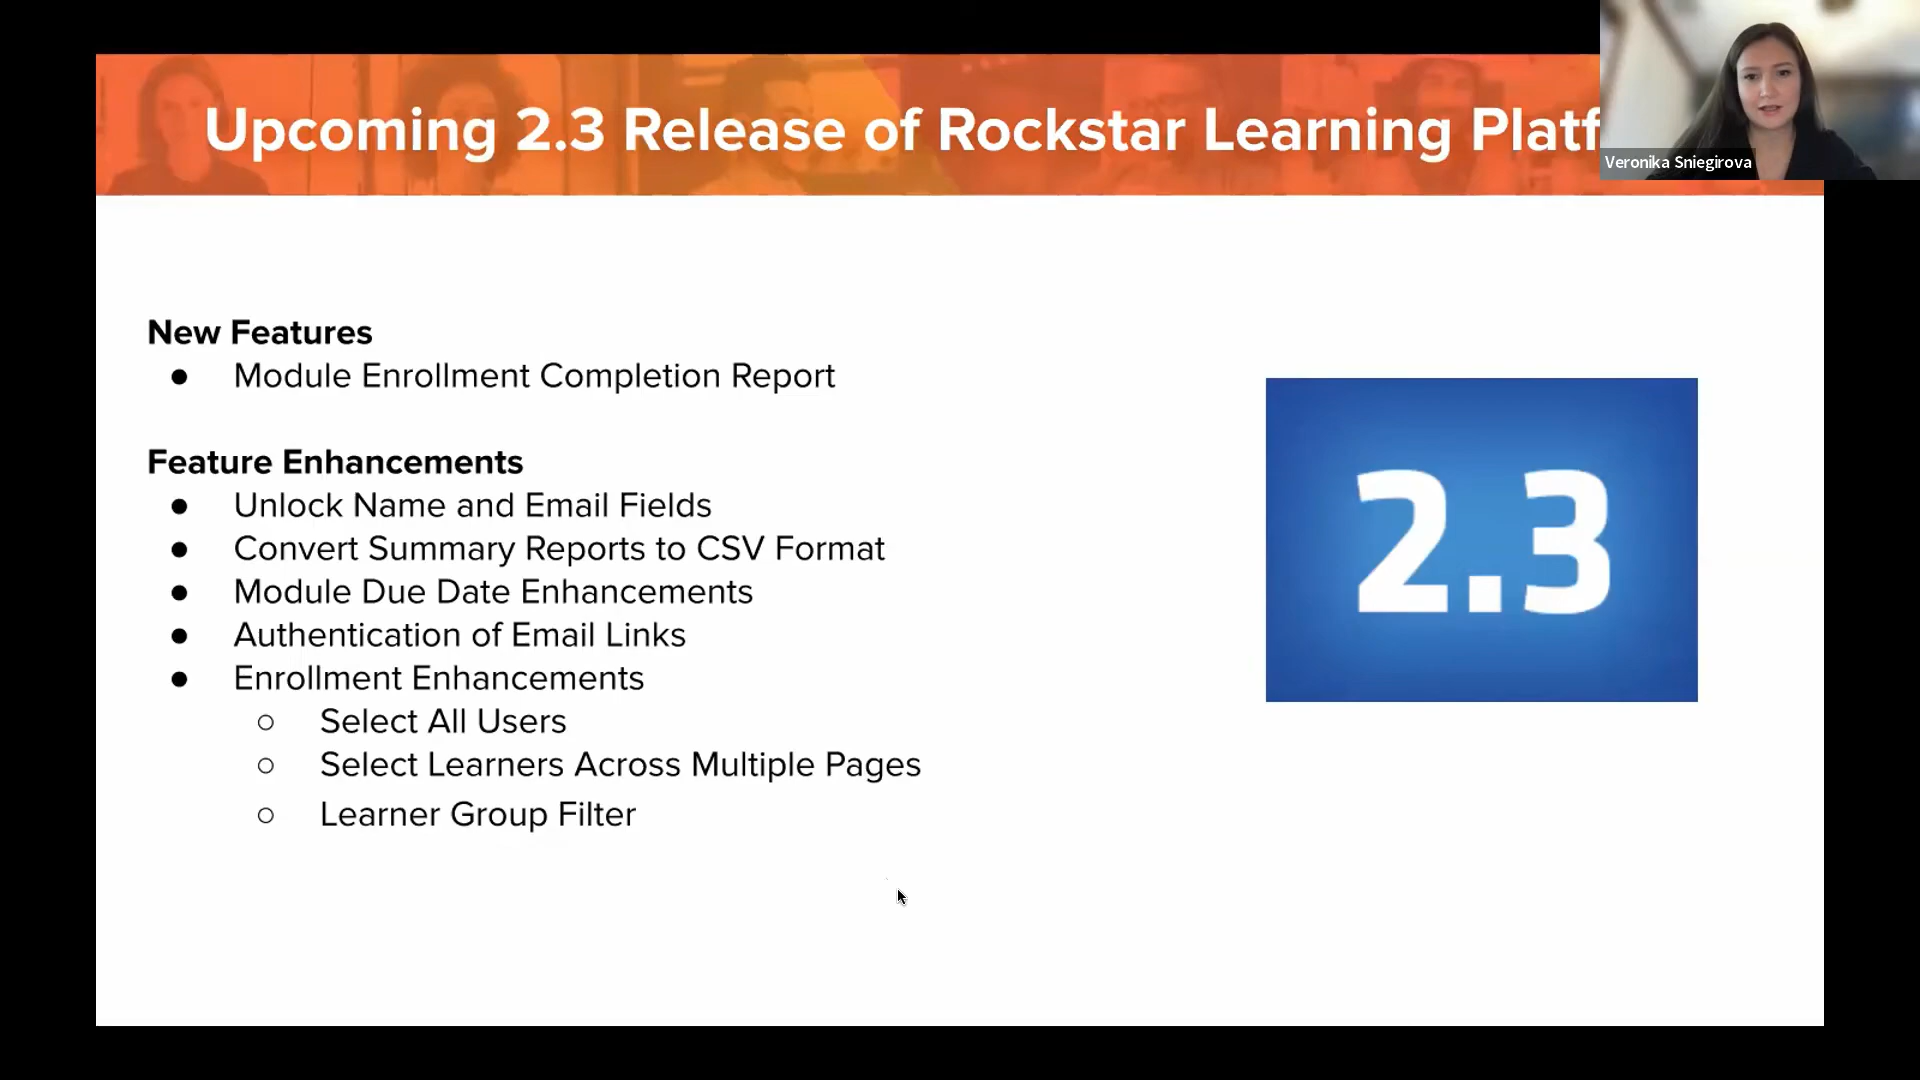 Upcoming 2.3 Release of Rockstar Learning Platf
Veronika Sniegirova
New Features
● Module Enrollment Completion Report
Feature Enhancements
● Unlock Name and Email Fields
● Convert Summary Reports to CSV Format
● Module Due Date Enhancements
● Authentication of Email Links
● Enrollment Enhancements
○ Select All Users
○ Select Learners Across Multiple Pages
○ Learner Group Filter
2.3